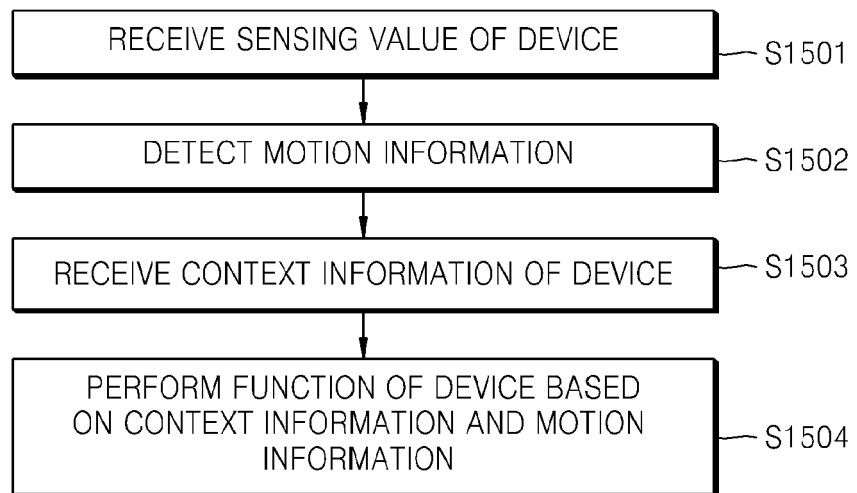 RECEIVE SENSING VALUE OF DEVICE
S1501
DETECT MOTION INFORMATION
S1502
RECEIVE CONTEXT INFORMATION OF DEVICE
S1503
PERFORM FUNCTION OF DEVICE BASED
ON CONTEXT INFORMATION AND MOTION
INFORMATION
S1504